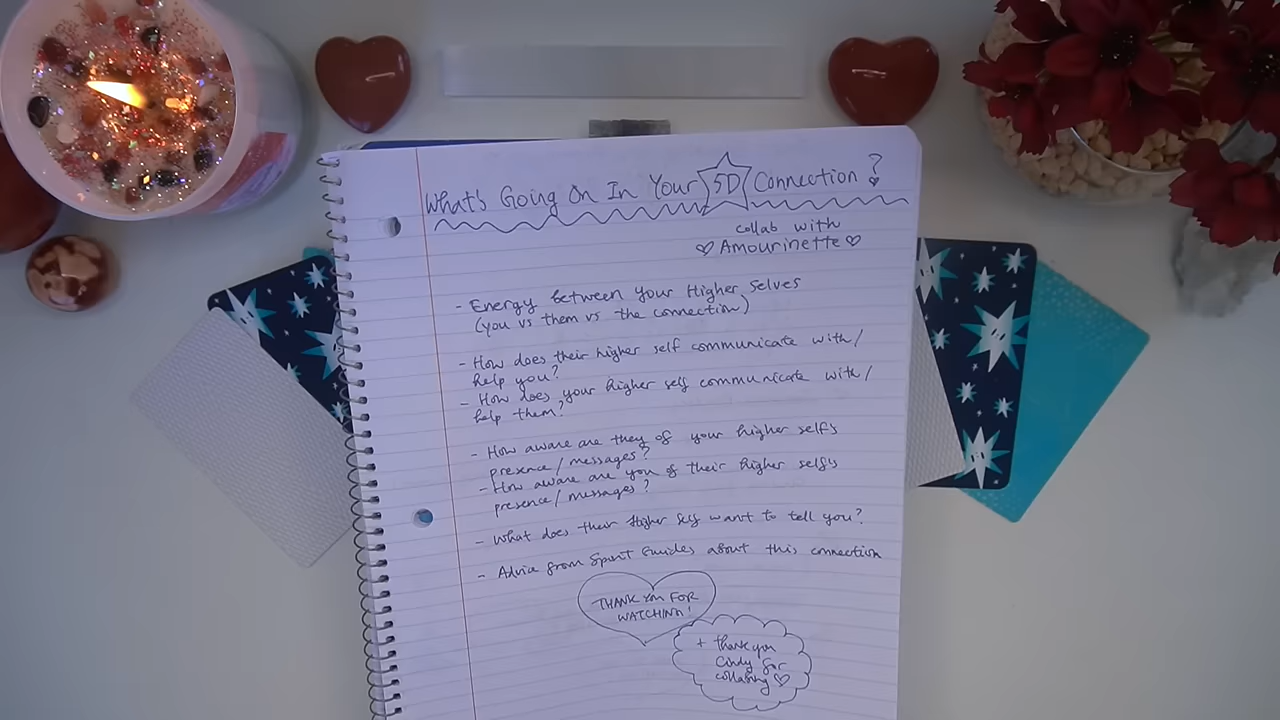 What's Going On In Your 5D Connection?
collab with
♡ Amourinette ♡
- Energy between your Higher Selves
(you vs them vs the connection)
- How does their higher self communicate with/
help you?
- How does your higher self communicate with/
help them?
- How aware are they of your higher self's
presence/messages?
- How aware are you of their higher self's
presence/messages?
- What does their Higher Self want to tell you?
- Advice from Spirit Guides about this connection
THANK YOU FOR
WATCHING!
+ thank you
Cindy for
collabing ♡